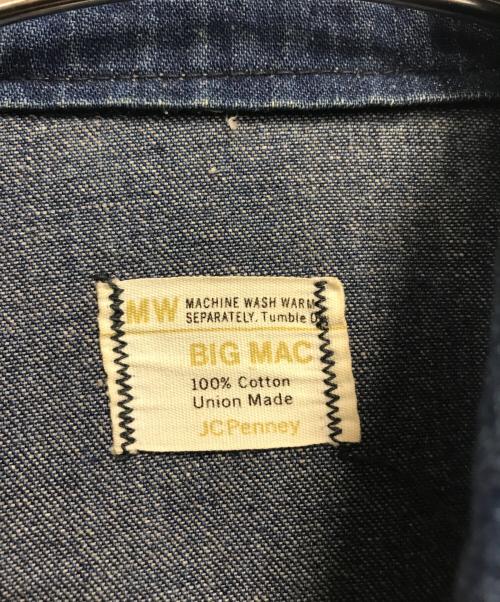 MW MACHINE WASH WARM
SEPARATELY. Tumble
BIG MAC
100% Cotton
Union Made
JCPenney